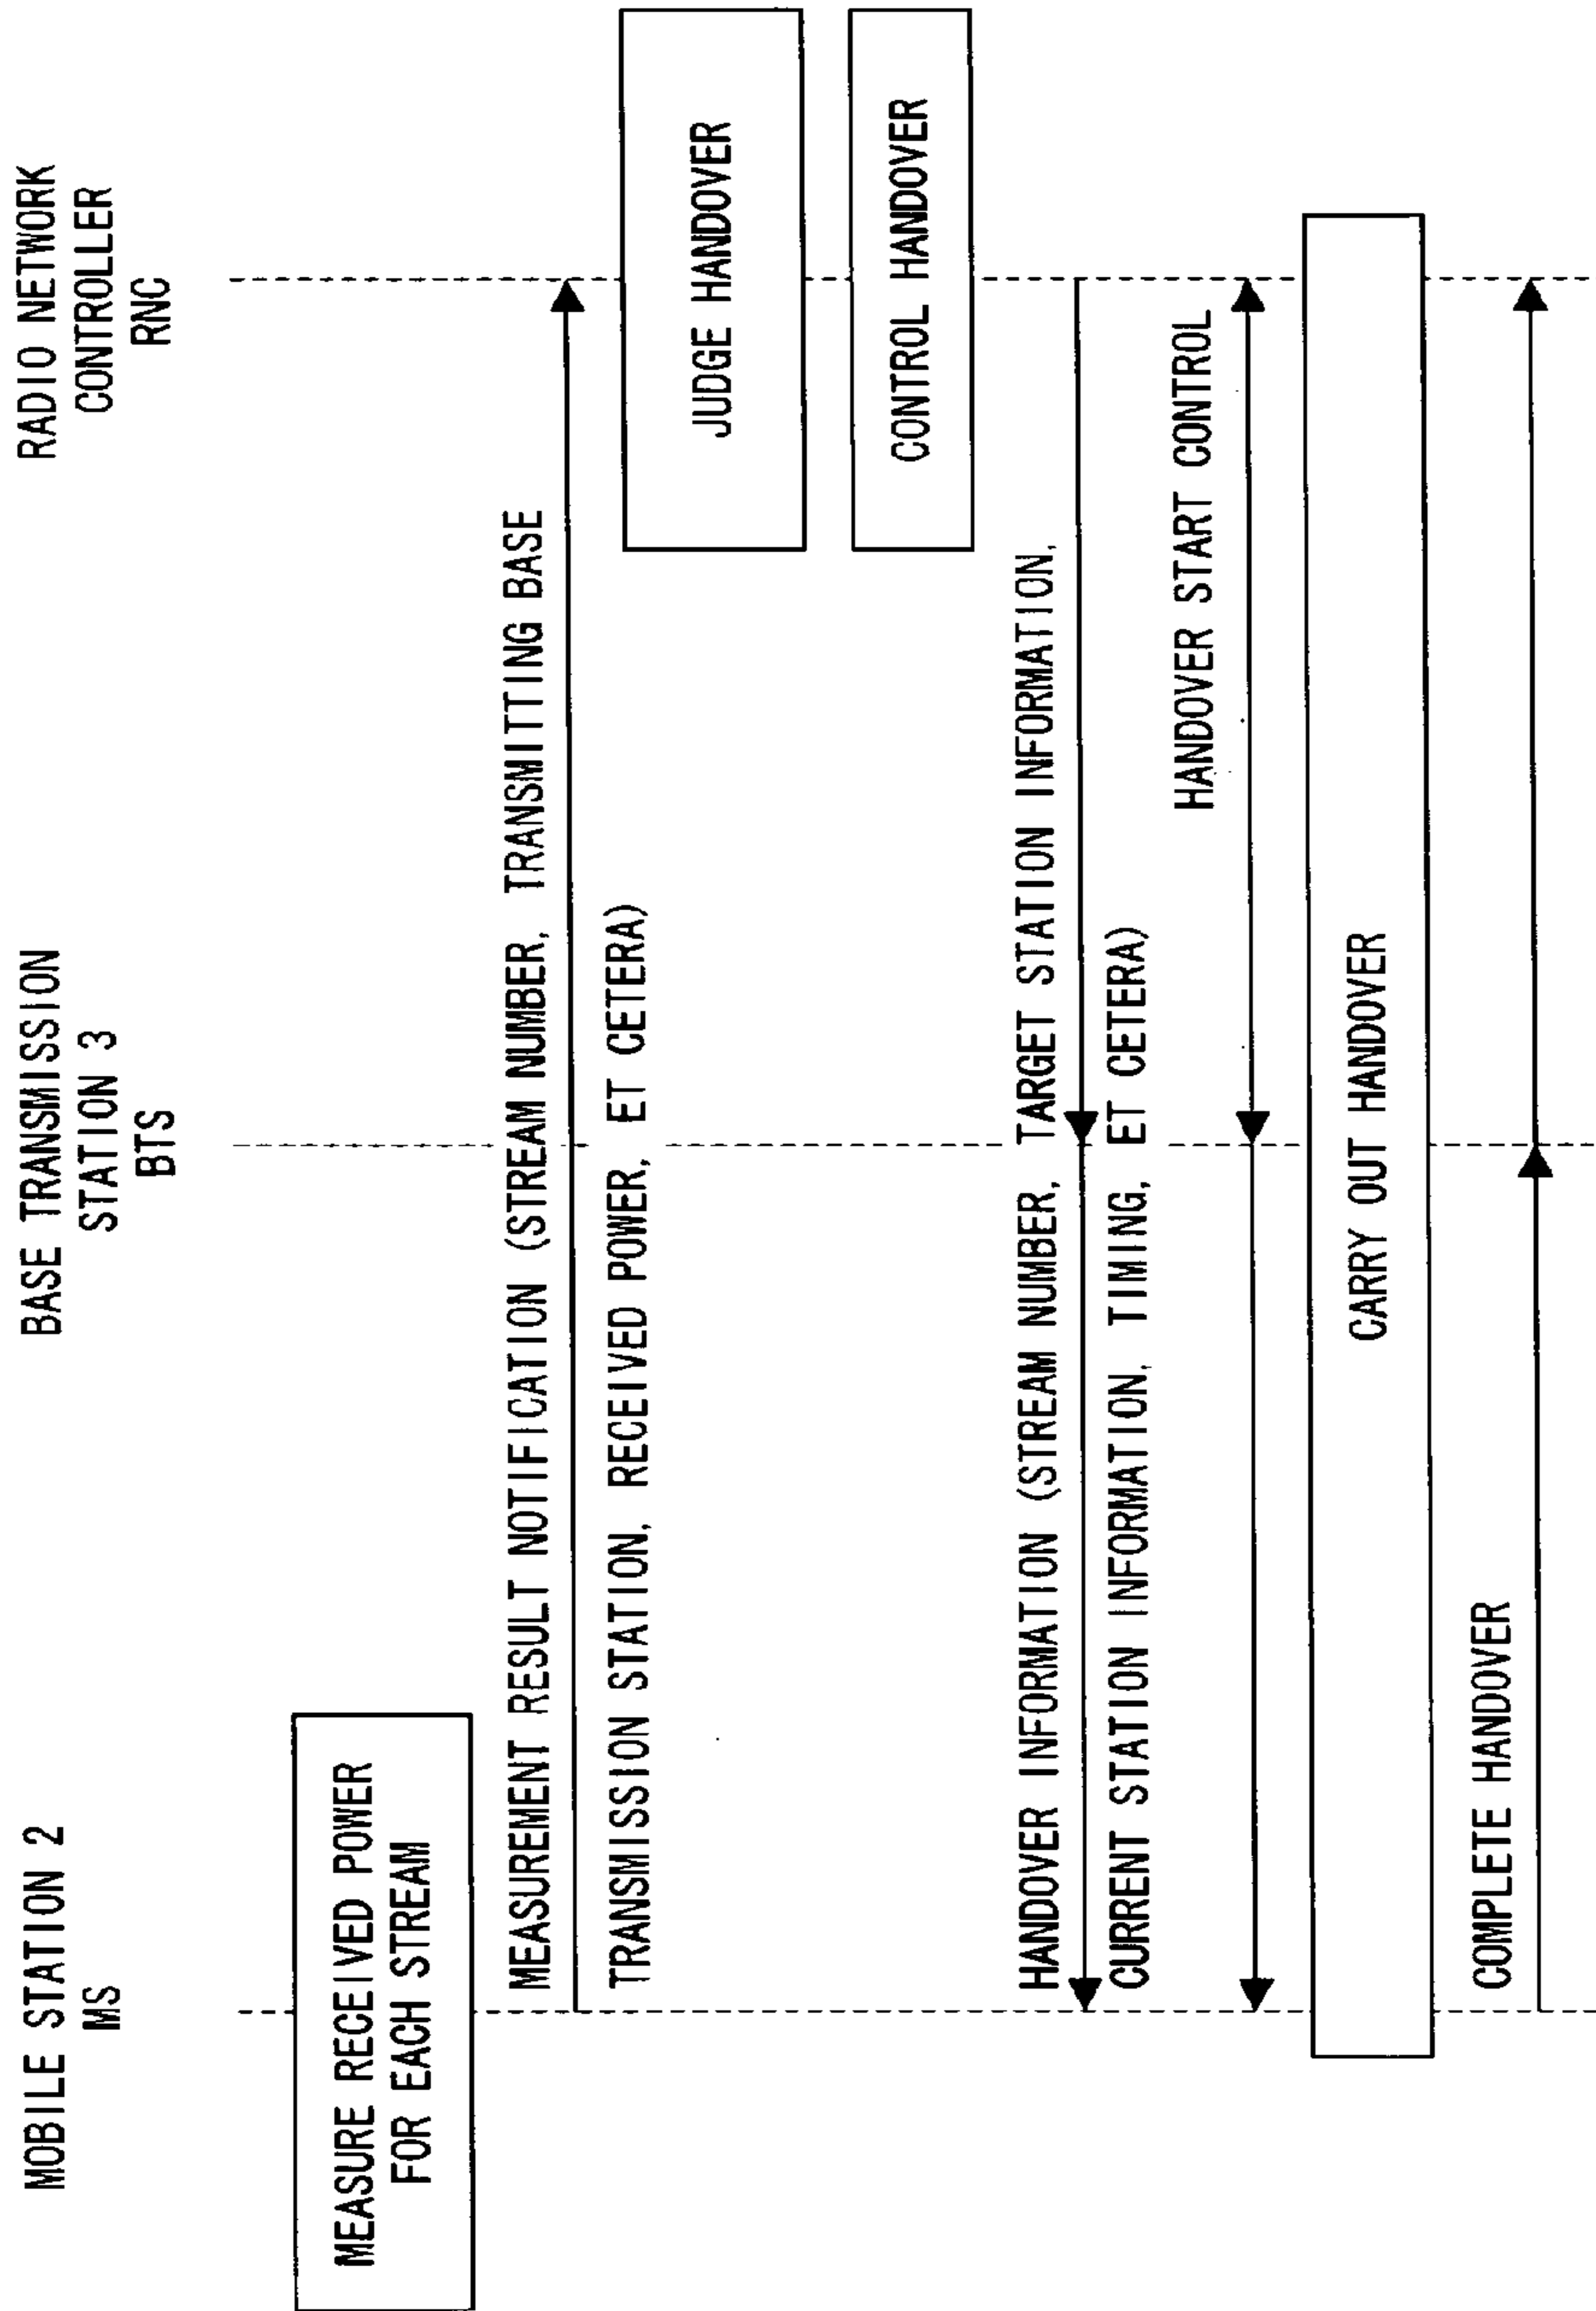 MOBILE STATION 2
MS
BASE TRANSMISSION
STATION 3
BTS
RADIO NETWORK
CONTROLLER
RNC
MEASURE RECEIVED POWER
FOR EACH STREAM
MEASUREMENT RESULT NOTIFICATION (STREAM NUMBER, TRANSMITTING BASE
TRANSMISSION STATION, RECEIVED POWER, ET CETERA)
JUDGE HANDOVER
CONTROL HANDOVER
HANDOVER INFORMATION (STREAM NUMBER, TARGET STATION INFORMATION,
CURRENT STATION INFORMATION, TIMING, ET CETERA)
HANDOVER START CONTROL
CARRY OUT HANDOVER
COMPLETE HANDOVER